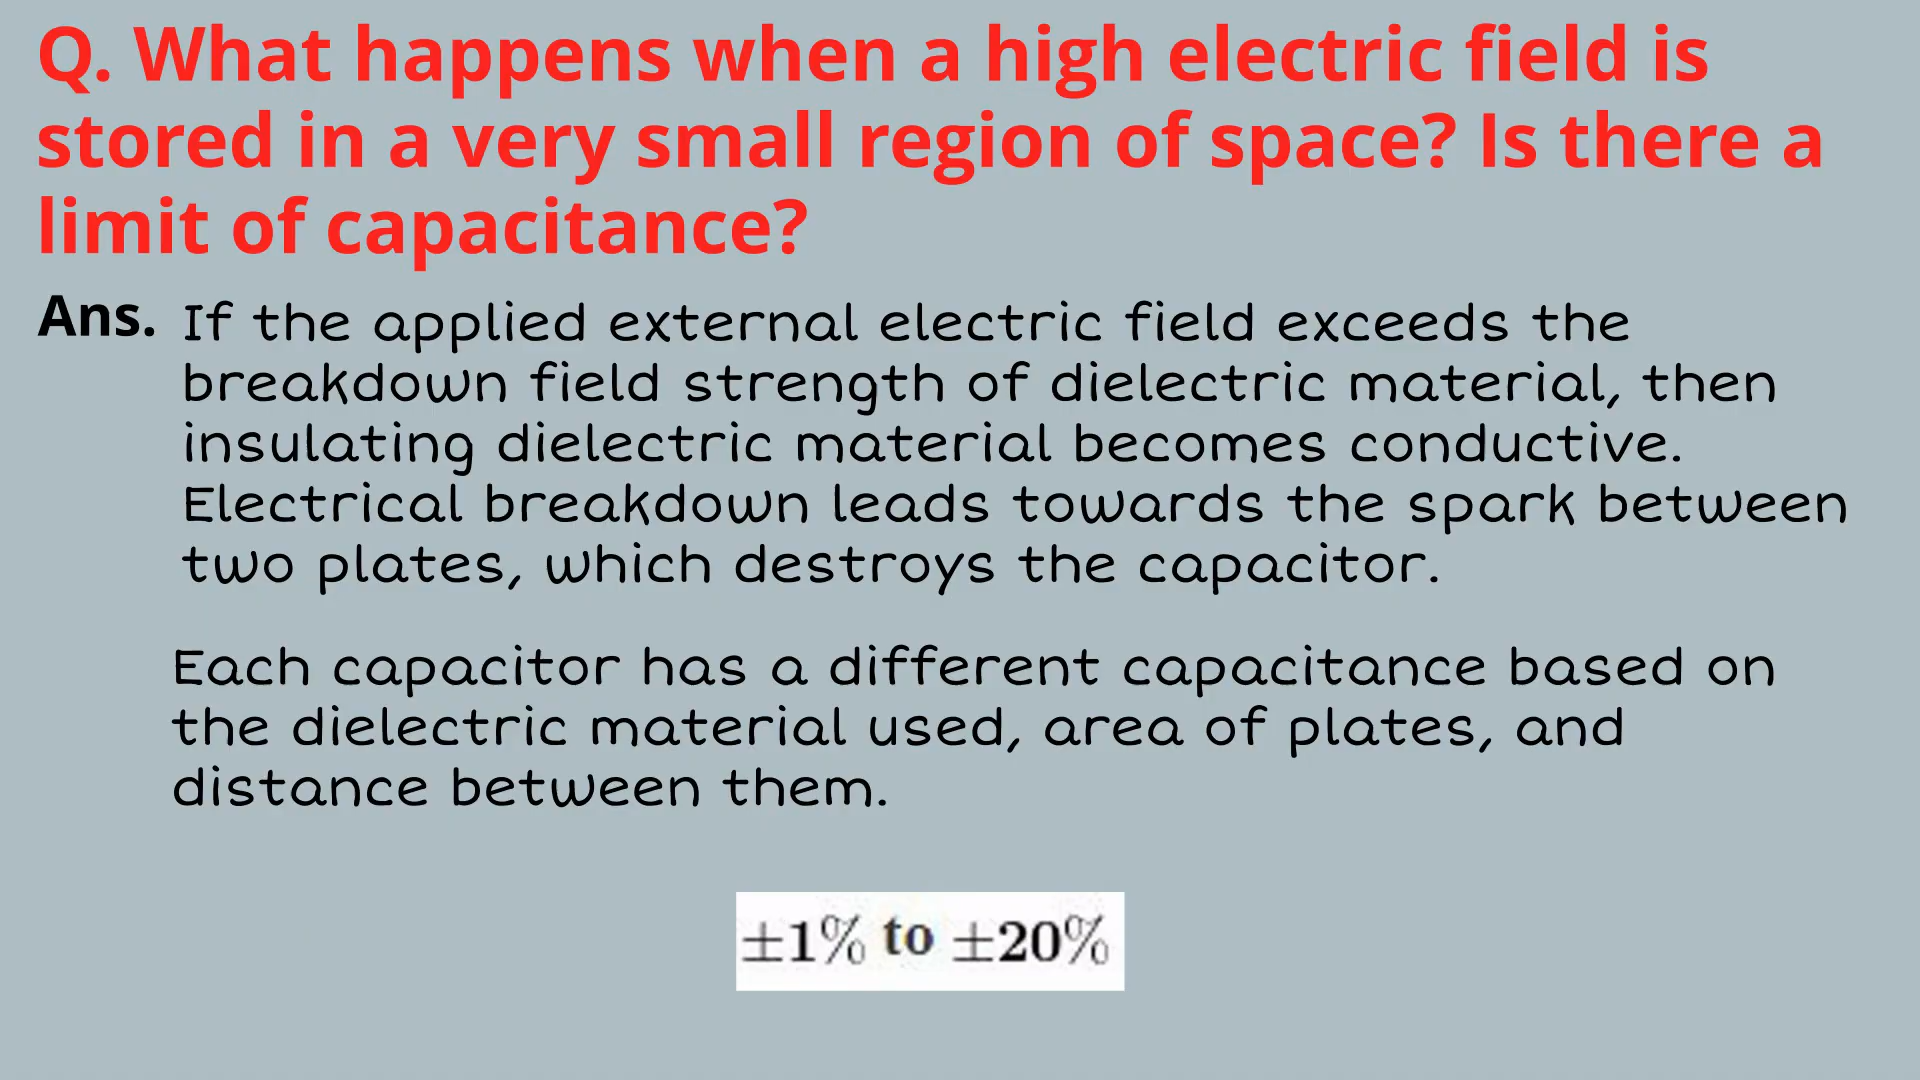 Q. What happens when a high electric field is
stored in a very small region of space? Is there a
limit of capacitance?
Ans. If the applied external electric field exceeds the
breakdown field strength of dielectric material, then
insulating dielectric material becomes conductive.
Electrical breakdown leads towards the spark between
two plates, which destroys the capacitor.
Each capacitor has a different capacitance based on
the dielectric material used, area of plates, and
distance between them.
±1% to ±20%